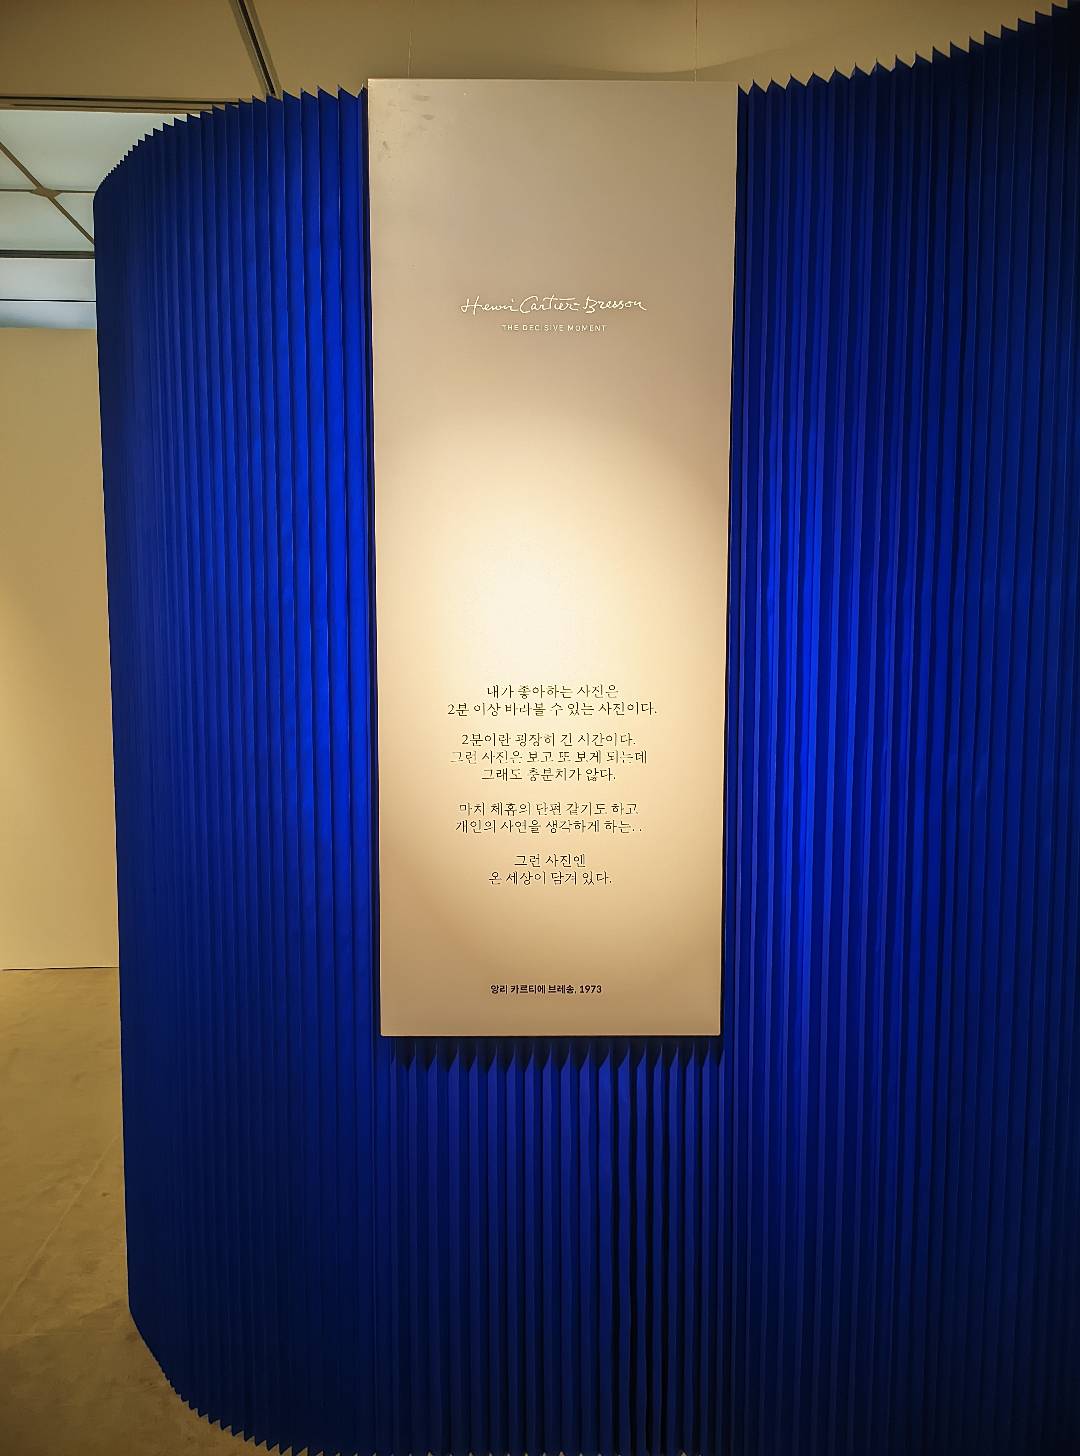 Henri Cartier-Bresson
THE DECISIVE MOMENT
내가 좋아하는 사진은
2분 이상 바라볼 수 있는 사진이다.
2분이란 굉장히 긴 시간이다.
그런 사진은 보고 또 보게 되는데
그래도 충분치가 않다.
마치 체홉의 단편 같기도 하고
개인의 사연을 생각하게 하는..
그런 사진엔
온 세상이 담겨 있다.
앙리 카르티에 브레송, 1973